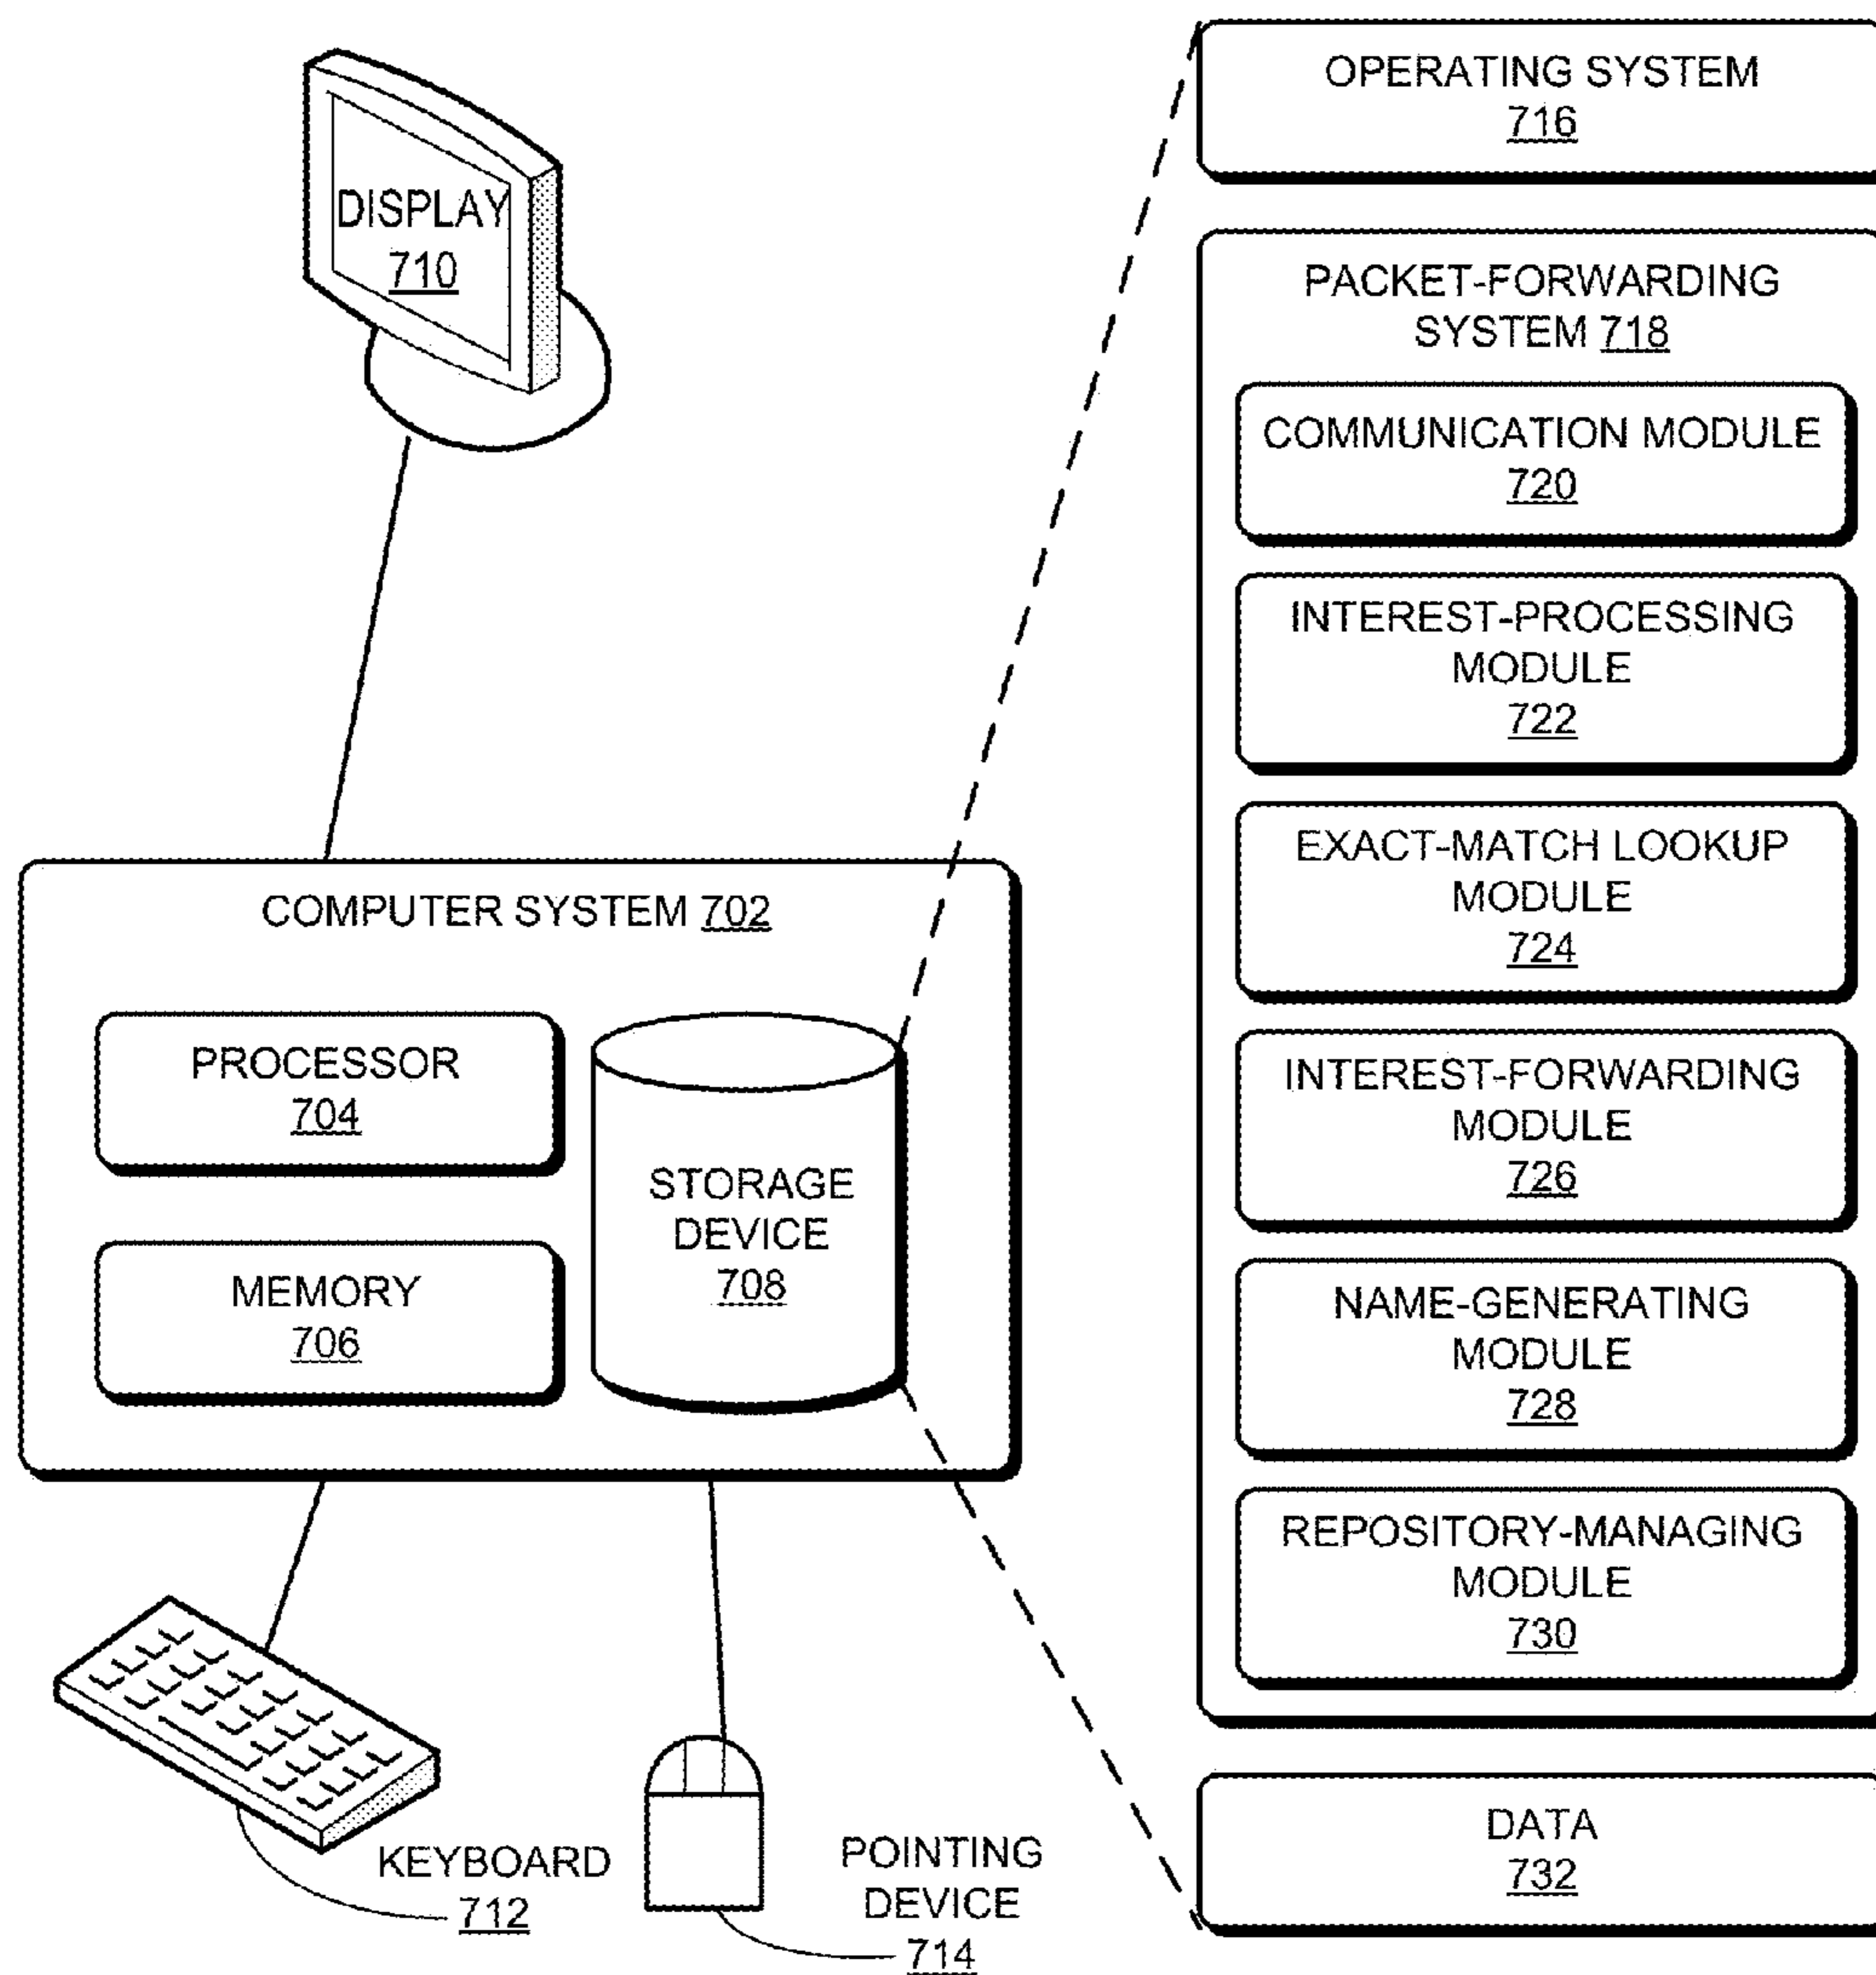 DISPLAY
710
COMPUTER SYSTEM 702
PROCESSOR
704
MEMORY
706
STORAGE
DEVICE
708
KEYBOARD
712
POINTING
DEVICE
714
OPERATING SYSTEM
716
PACKET-FORWARDING
SYSTEM 718
COMMUNICATION MODULE
720
INTEREST-PROCESSING
MODULE
722
EXACT-MATCH LOOKUP
MODULE
724
INTEREST-FORWARDING
MODULE
726
NAME-GENERATING
MODULE
728
REPOSITORY-MANAGING
MODULE
730
DATA
732